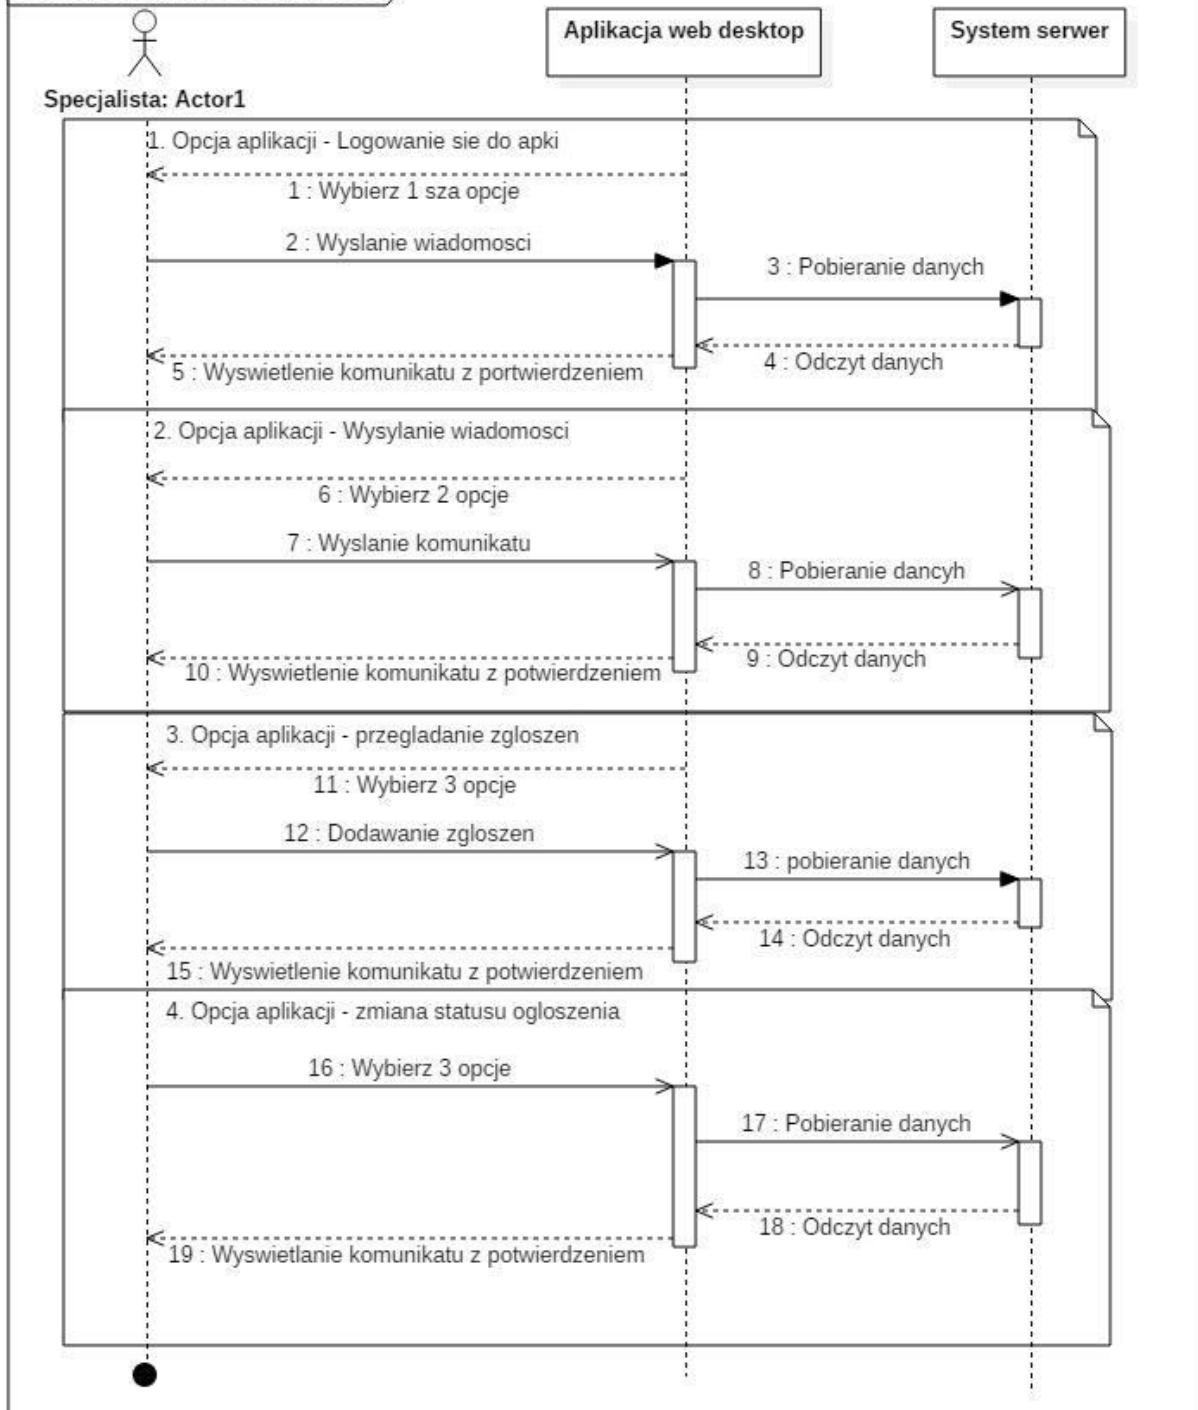 Aplikacja web desktop
System serwer
Specjalista: Actor1
1. Opcja aplikacji - Logowanie sie do apki
1 : Wybierz 1 sza opcje
2 : Wyslanie wiadomosci
3 : Pobieranie danych
4 : Odczyt danych
5 : Wyswietlenie komunikatu z portwierdzeniem
2. Opcja aplikacji - Wysylanie wiadomosci
6 : Wybierz 2 opcje
7 : Wyslanie komunikatu
8 : Pobieranie dancyh
9 : Odczyt danych
10 : Wyswietlenie komunikatu z potwierdzeniem
3. Opcja aplikacji - przegladanie zgloszen
11 : Wybierz 3 opcje
12 : Dodawanie zgloszen
13 : pobieranie danych
14 : Odczyt danych
15 : Wyswietlenie komunikatu z potwierdzeniem
4. Opcja aplikacji - zmiana statusu ogloszenia
16 : Wybierz 3 opcje
17 : Pobieranie danych
18 : Odczyt danych
19 : Wyswietlanie komunikatu z potwierdzeniem